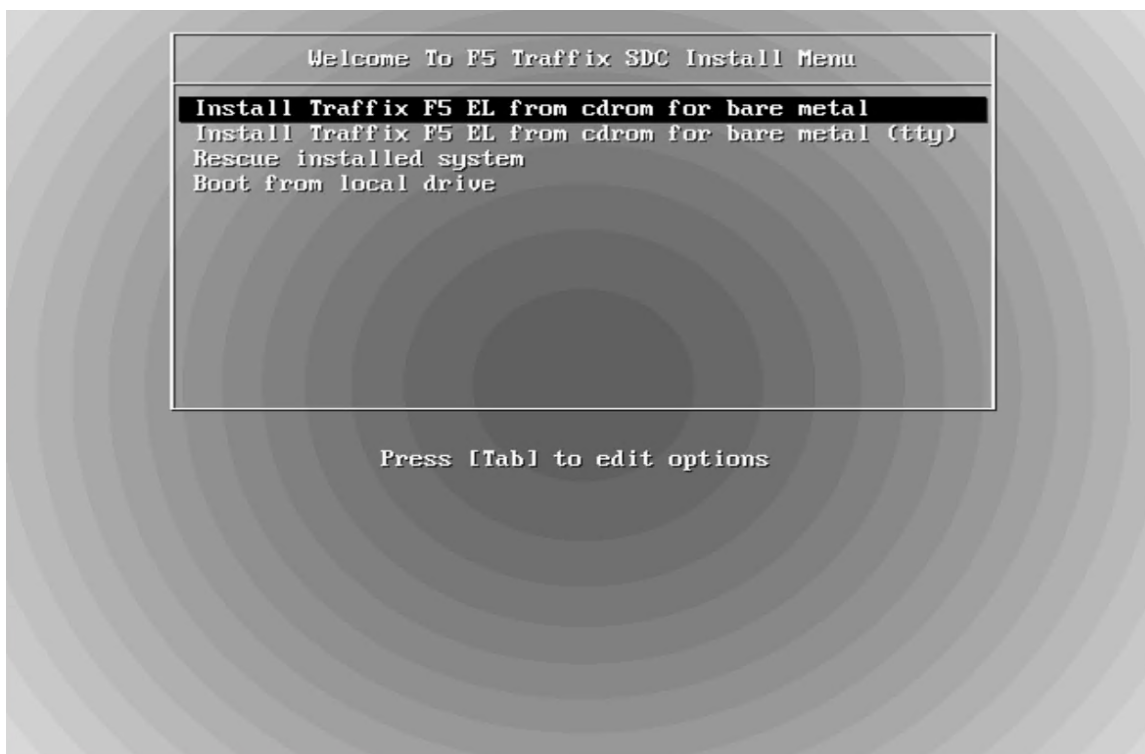 Welcome To F5 Traffix SDC Install Menu
Install Traffix F5 EL from cdrom for bare metal
Install Traffix F5 EL from cdrom for bare metal (tty)
Rescue installed system
Boot from local drive
Press [Tab] to edit options